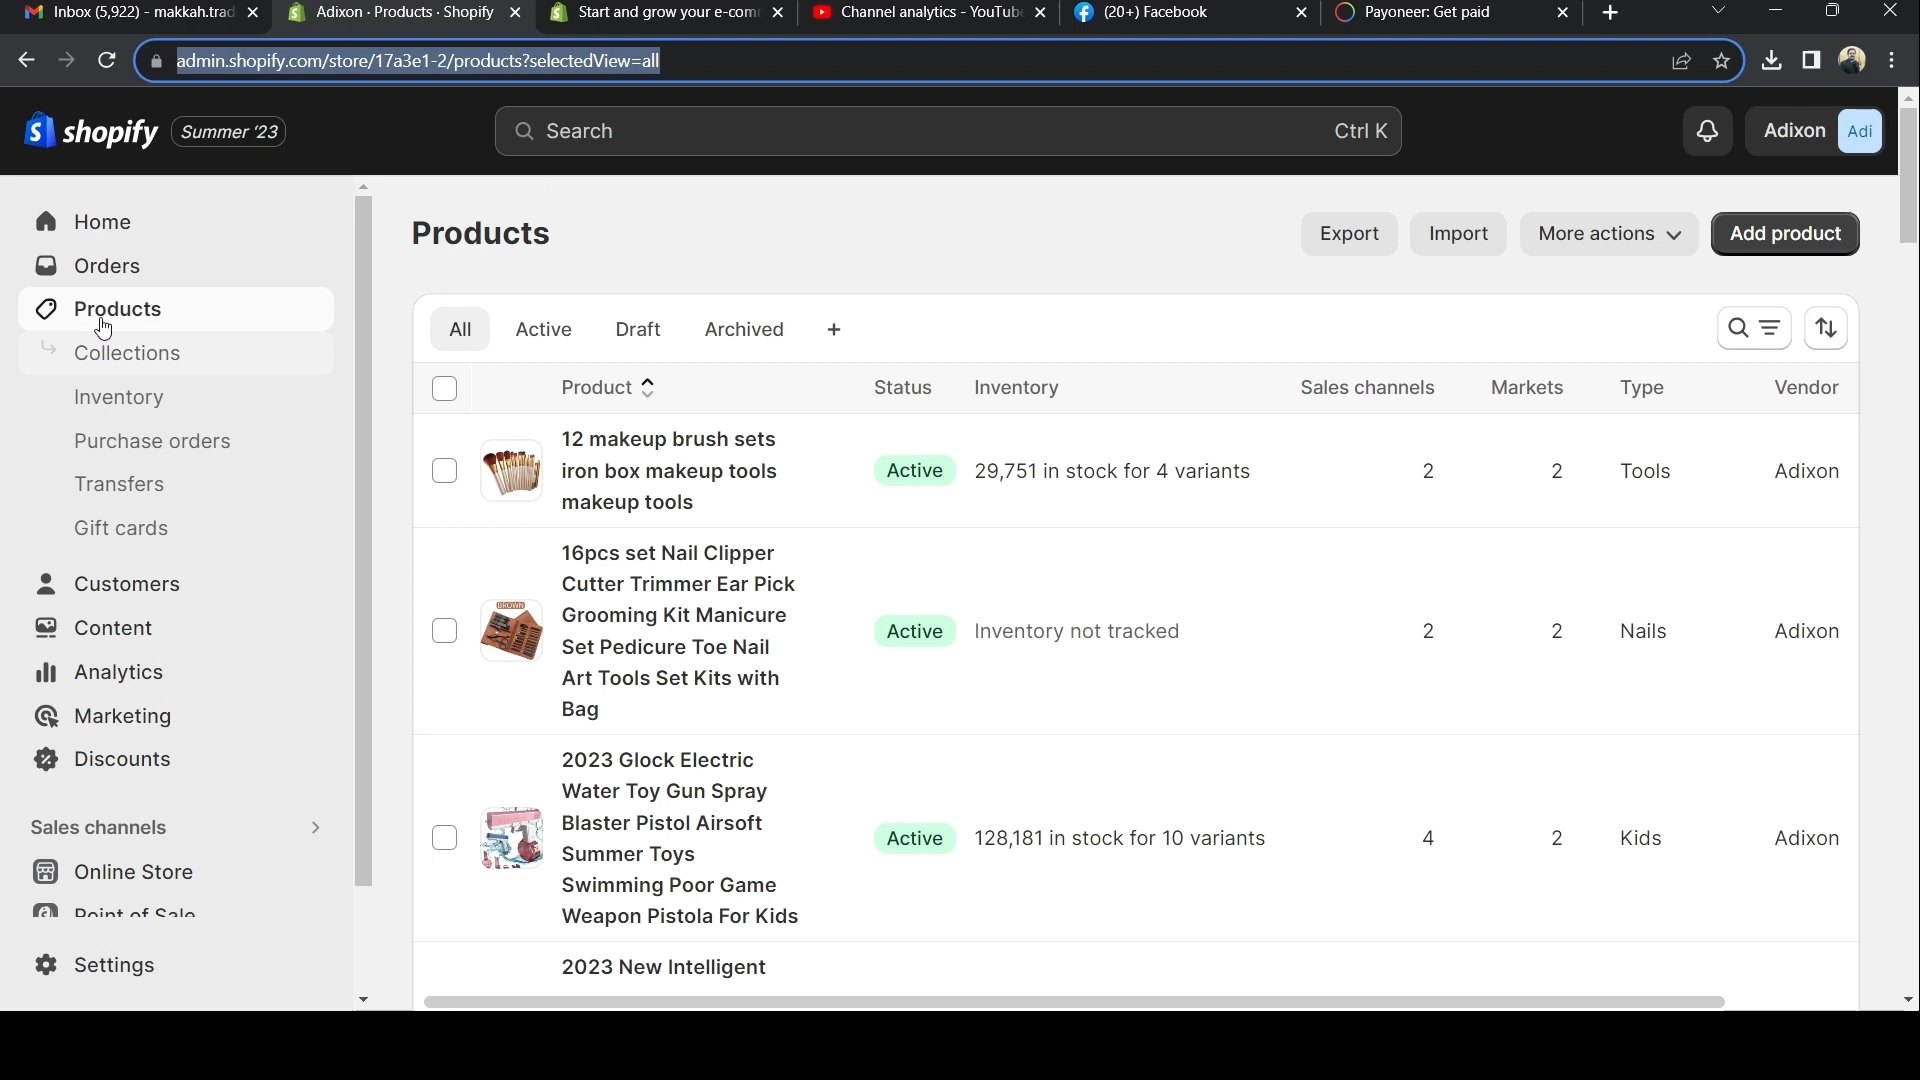 Inbox (5,922) - makkah.trad
Adixon · Products · Shopify
Start and grow your e-com
Channel analytics - YouTub
(20+) Facebook
Payoneer: Get paid
admin.shopify.com/store/17a3e1-2/products?selectedView=all
shopify
Summer '23
Search
Ctrl K
Adixon
Adi
Home
Orders
Products
Collections
Inventory
Purchase orders
Transfers
Gift cards
Customers
Content
Analytics
Marketing
Discounts
Sales channels
Online Store
Point of Sale
Settings
Products
Export
Import
More actions
Add product
All
Active
Draft
Archived
+
Product
Status
Inventory
Sales channels
Markets
Type
Vendor
12 makeup brush sets
iron box makeup tools
makeup tools
Active
29,751 in stock for 4 variants
2
2
Tools
Adixon
BROWN
16pcs set Nail Clipper
Cutter Trimmer Ear Pick
Grooming Kit Manicure
Set Pedicure Toe Nail
Art Tools Set Kits with
Bag
Active
Inventory not tracked
2
2
Nails
Adixon
2023 Glock Electric
Water Toy Gun Spray
Blaster Pistol Airsoft
Summer Toys
Swimming Poor Game
Weapon Pistola For Kids
Active
128,181 in stock for 10 variants
4
2
Kids
Adixon
2023 New Intelligent